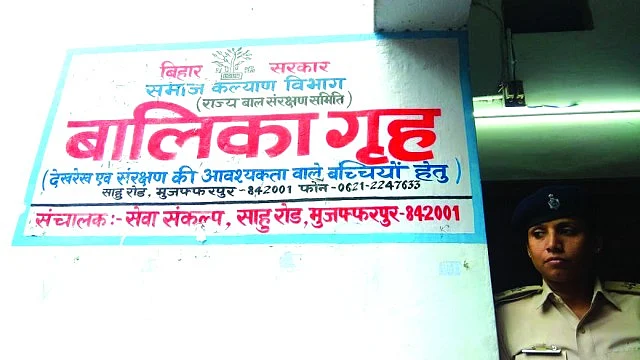 बिहार सरकार
समाज कल्याण विभाग
(राज्य बाल संरक्षण समिति)
बालिका गृह
(देखरेख एवं संरक्षण की आवश्यकता वाले बच्चियों हेतु)
साहु रोड, मुजफ्फरपुर -842001 फोन -0621-2247633
संचालक:- सेवा संकल्प, साहु रोड, मुजफ्फरपुर-842001